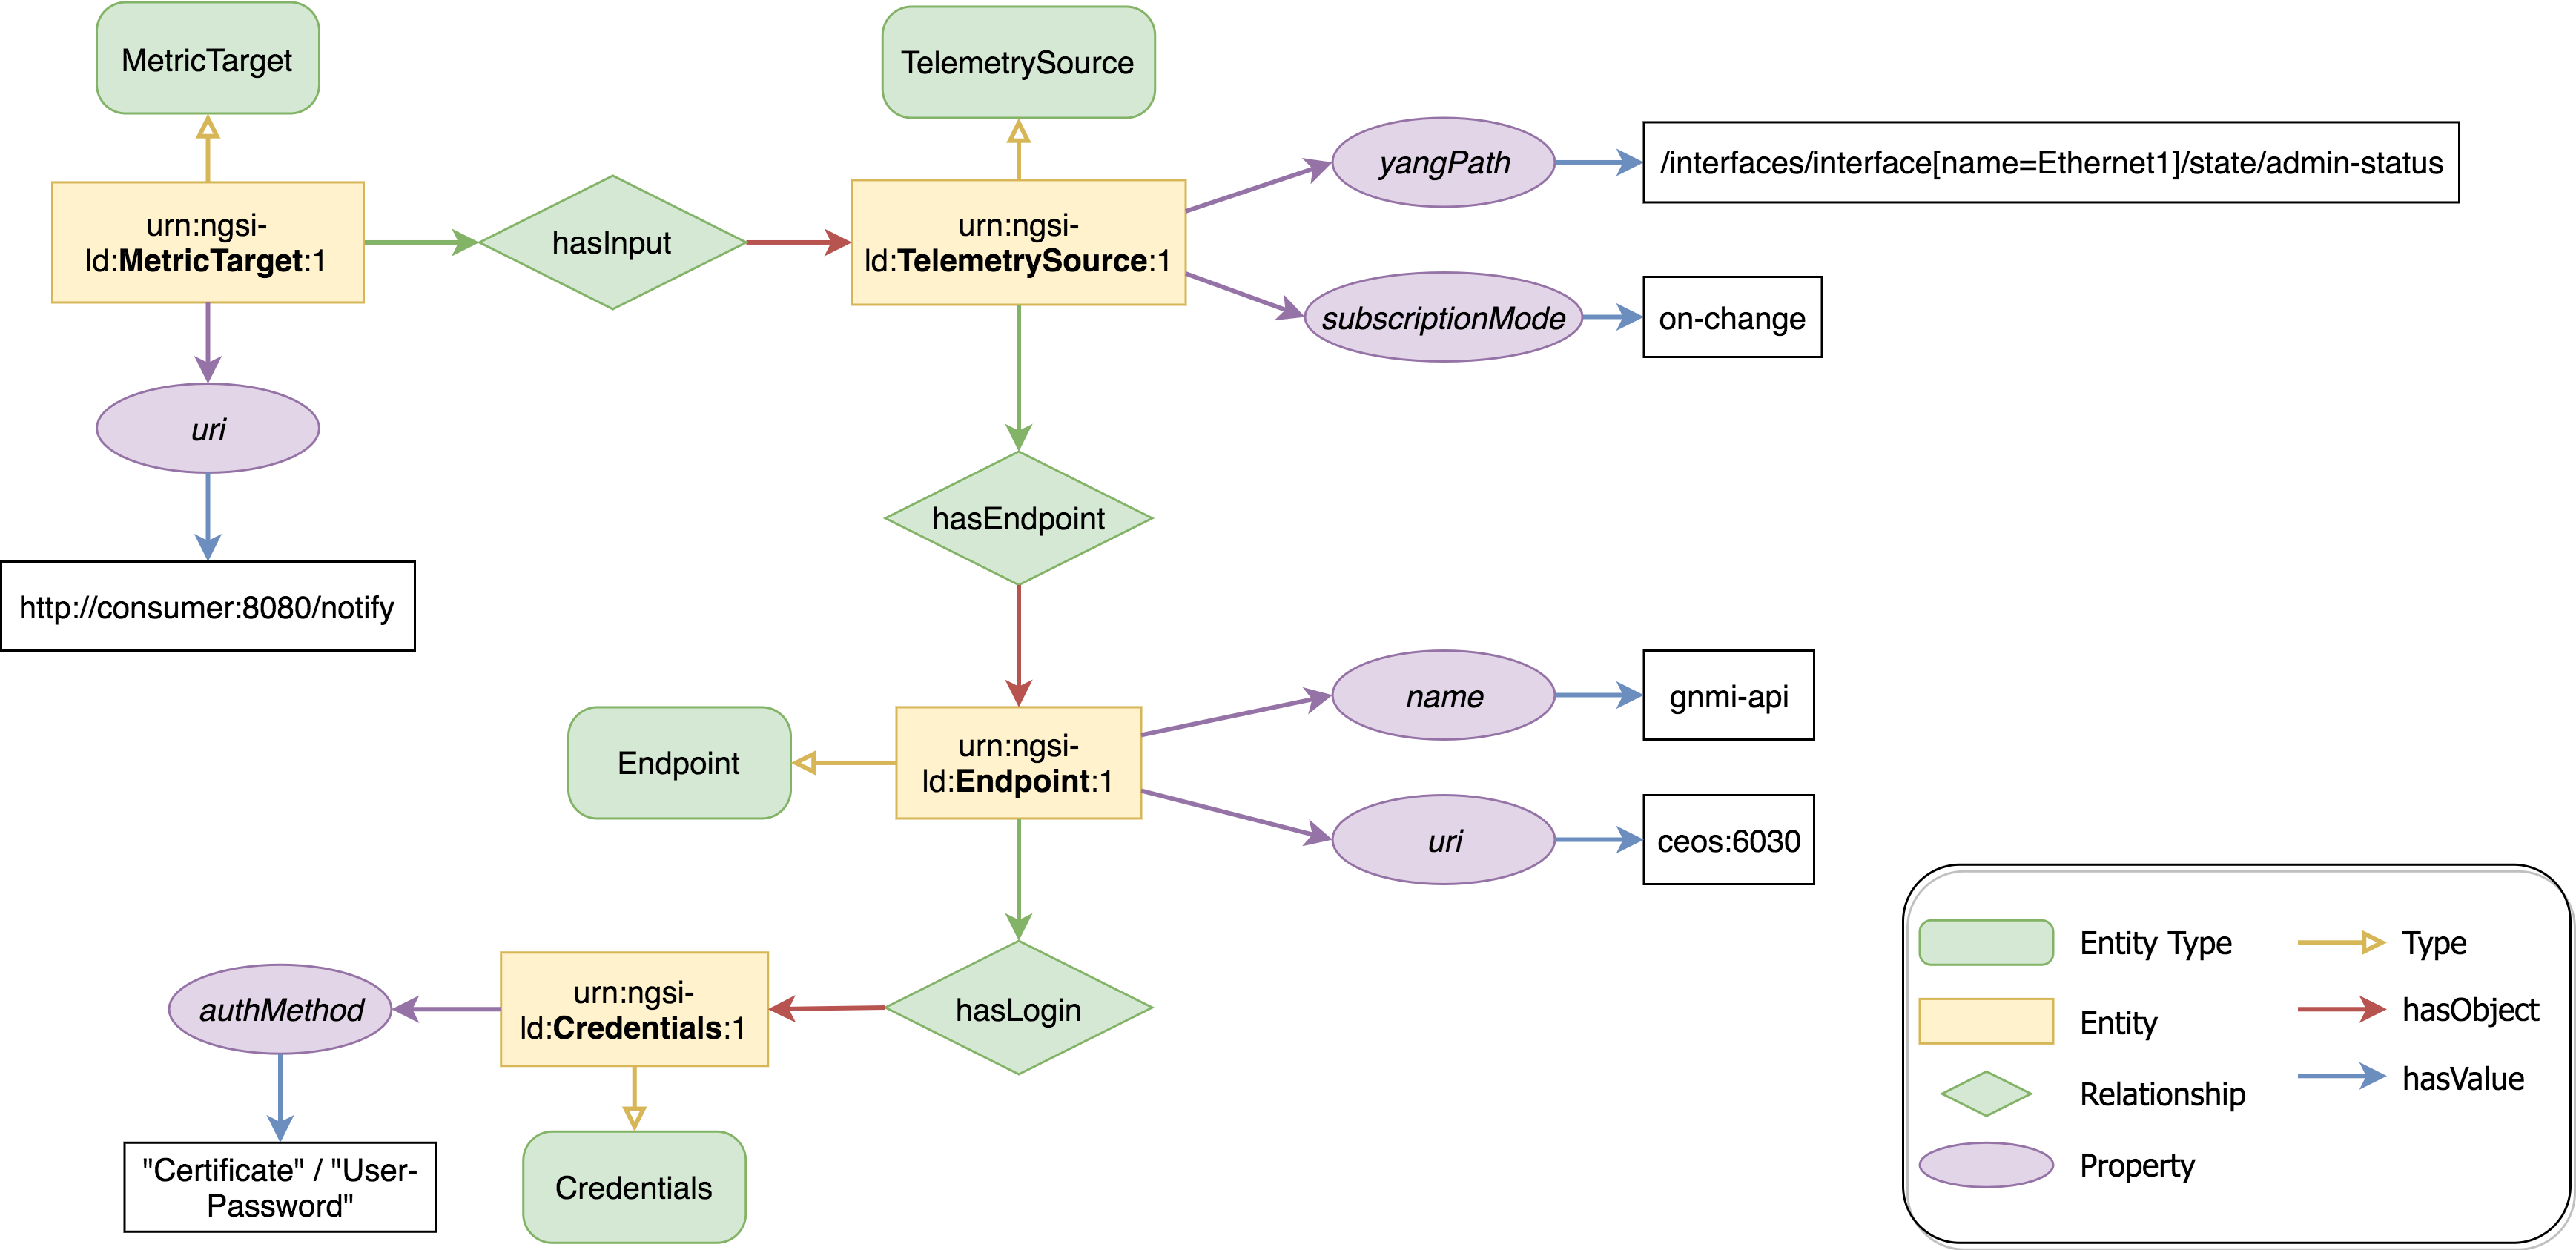 MetricTarget
TelemetrySource
urn:ngsi-
ld:MetricTarget:1
hasInput
urn:ngsi-
ld:TelemetrySource:1
yangPath
/interfaces/interface[name=Ethernet1]/state/admin-status
subscriptionMode
on-change
uri
http://consumer:8080/notify
hasEndpoint
Endpoint
urn:ngsi-
ld:Endpoint:1
name
gnmi-api
uri
ceos:6030
authMethod
urn:ngsi-
ld:Credentials:1
hasLogin
"Certificate" / "User-
Password"
Credentials
Entity Type
Type
Entity
hasObject
Relationship
hasValue
Property